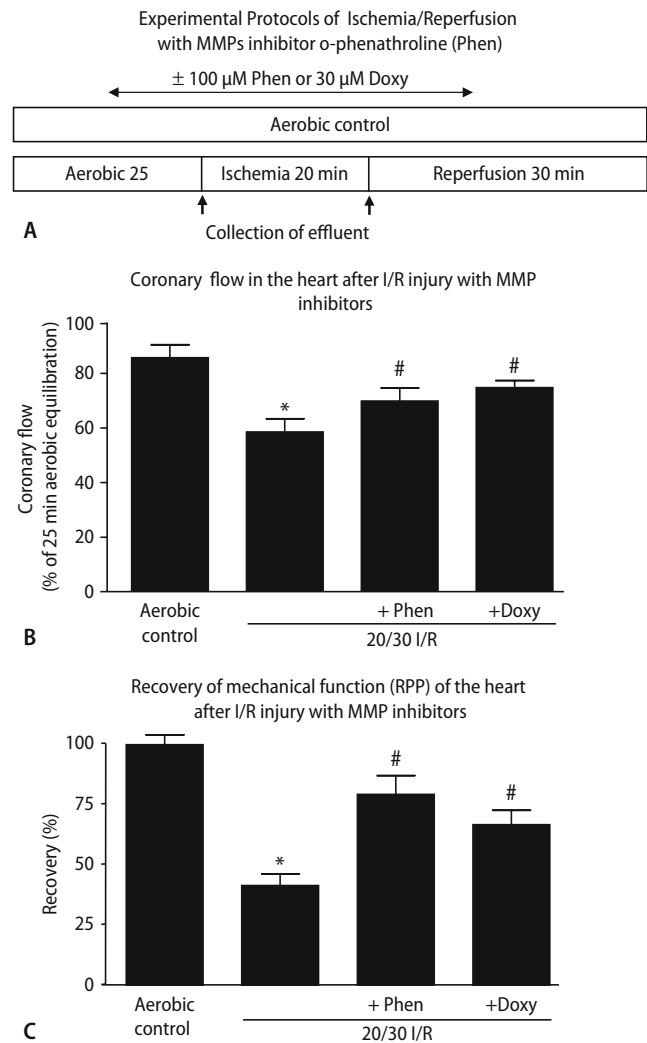 Experimental Protocols of Ischemia/Reperfusion
with MMPs inhibitor o-phenathroline (Phen)
± 100 µM Phen or 30 µM Doxy
Aerobic control
Aerobic 25
Ischemia 20 min
Reperfusion 30 min
A
Collection of effluent
Coronary flow in the heart after I/R injury with MMP
inhibitors
Coronary flow
(% of 25 min aerobic equilibration)
100
80
60
40
20
0
*
#
#
Aerobic
control
+ Phen
+Doxy
20/30 I/R
B
Recovery of mechanical function (RPP) of the heart
after I/R injury with MMP inhibitors
Recovery (%)
100
75
50
25
0
*
#
#
Aerobic
control
+ Phen
+Doxy
20/30 I/R
C